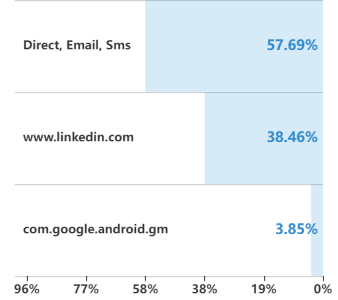 Direct, Email, Sms 57.69%
www.linkedin.com 38.46%
com.google.android.gm 3.85%
96% 77% 58% 38% 19% 0%